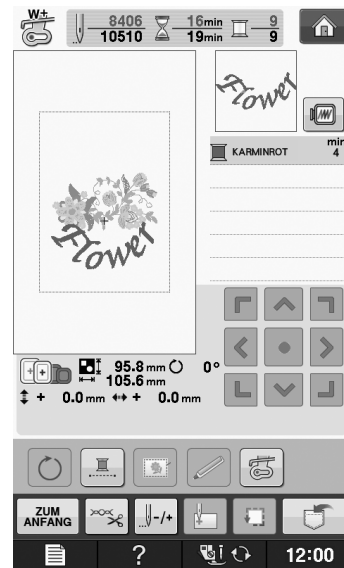 W+
8406 16min 9
10510 19min 9
Flower
Flower
min
KARMINROT 4
95.8 mm 0°
105.6 mm
+ 0.0 mm + 0.0 mm
ZUM
ANFANG
-/+
? 12:00